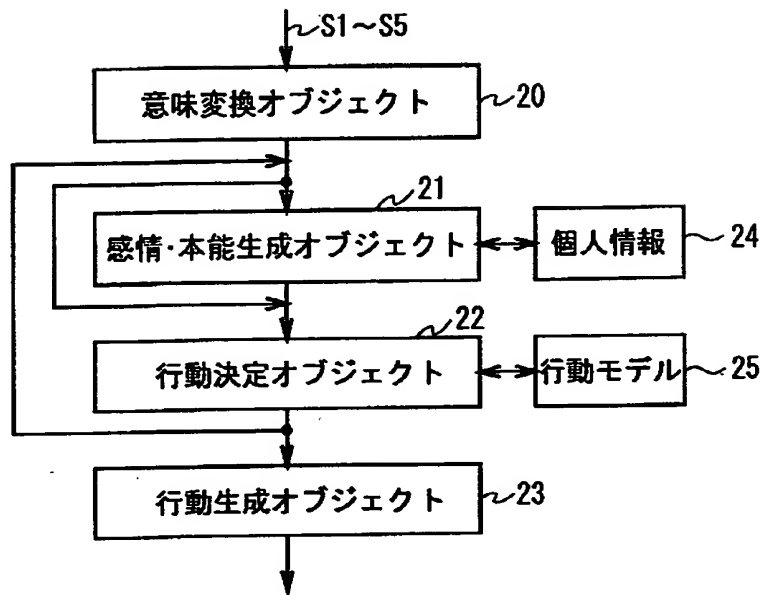 S1～S5
意味変換オブジェクト
20
21
感情・本能生成オブジェクト
個人情報
24
22
行動決定オブジェクト
行動モデル
25
行動生成オブジェクト
23